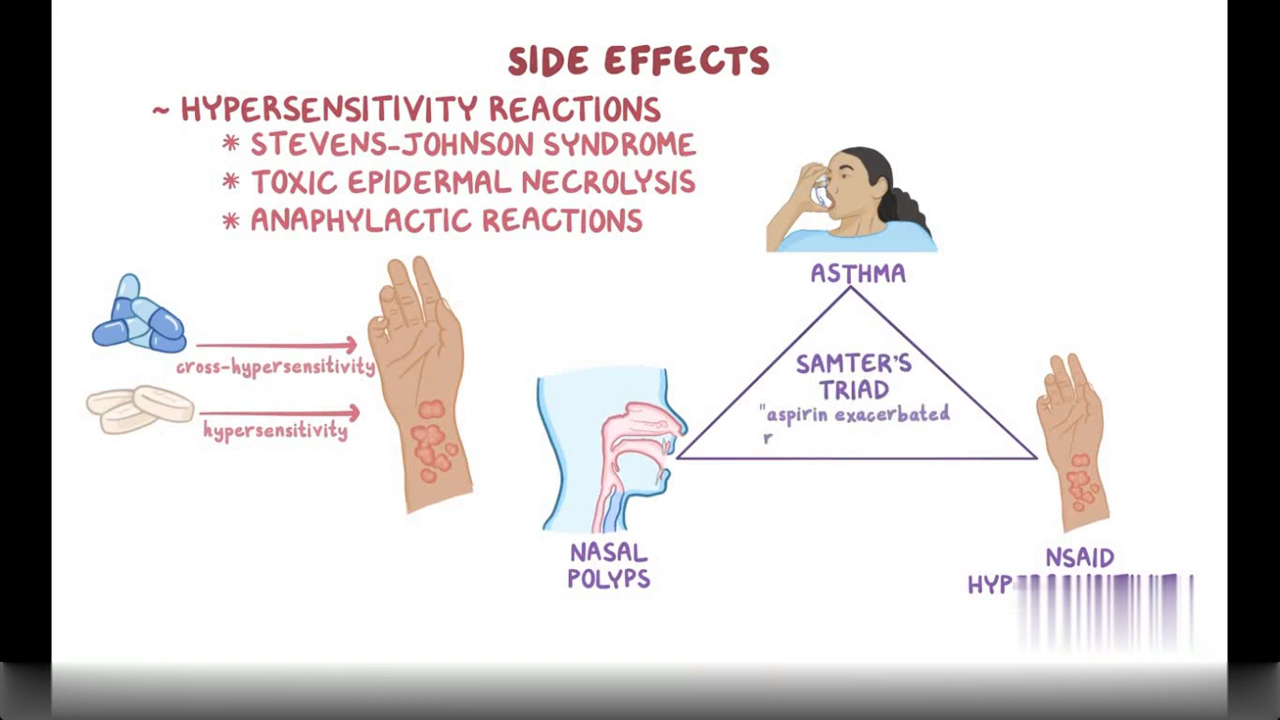 SIDE EFFECTS
~ HYPERSENSITIVITY REACTIONS
* STEVENS-JOHNSON SYNDROME
* TOXIC EPIDERMAL NECROLYSIS
* ANAPHYLACTIC REACTIONS
cross-hypersensitivity
hypersensitivity
ASTHMA
SAMTER'S
TRIAD
"aspirin exacerbated
r
NASAL
POLYPS
NSAID